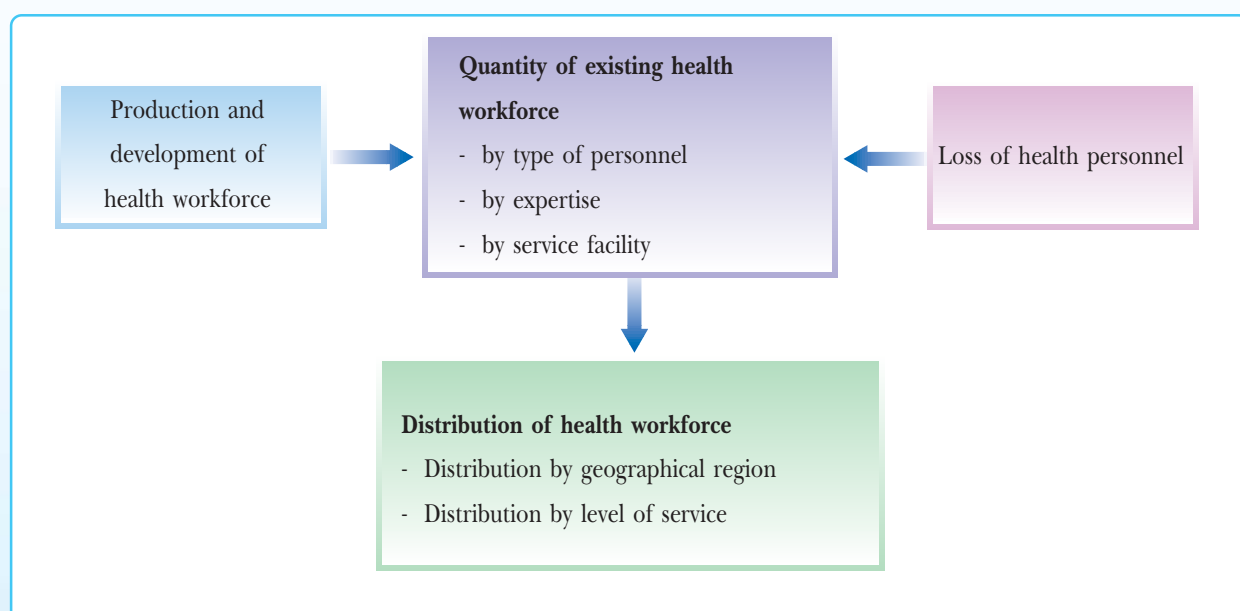 Production and
development of
health workforce
Quantity of existing health
workforce
- by type of personnel
- by expertise
- by service facility
Loss of health personnel
Distribution of health workforce
- Distribution by geographical region
- Distribution by level of service